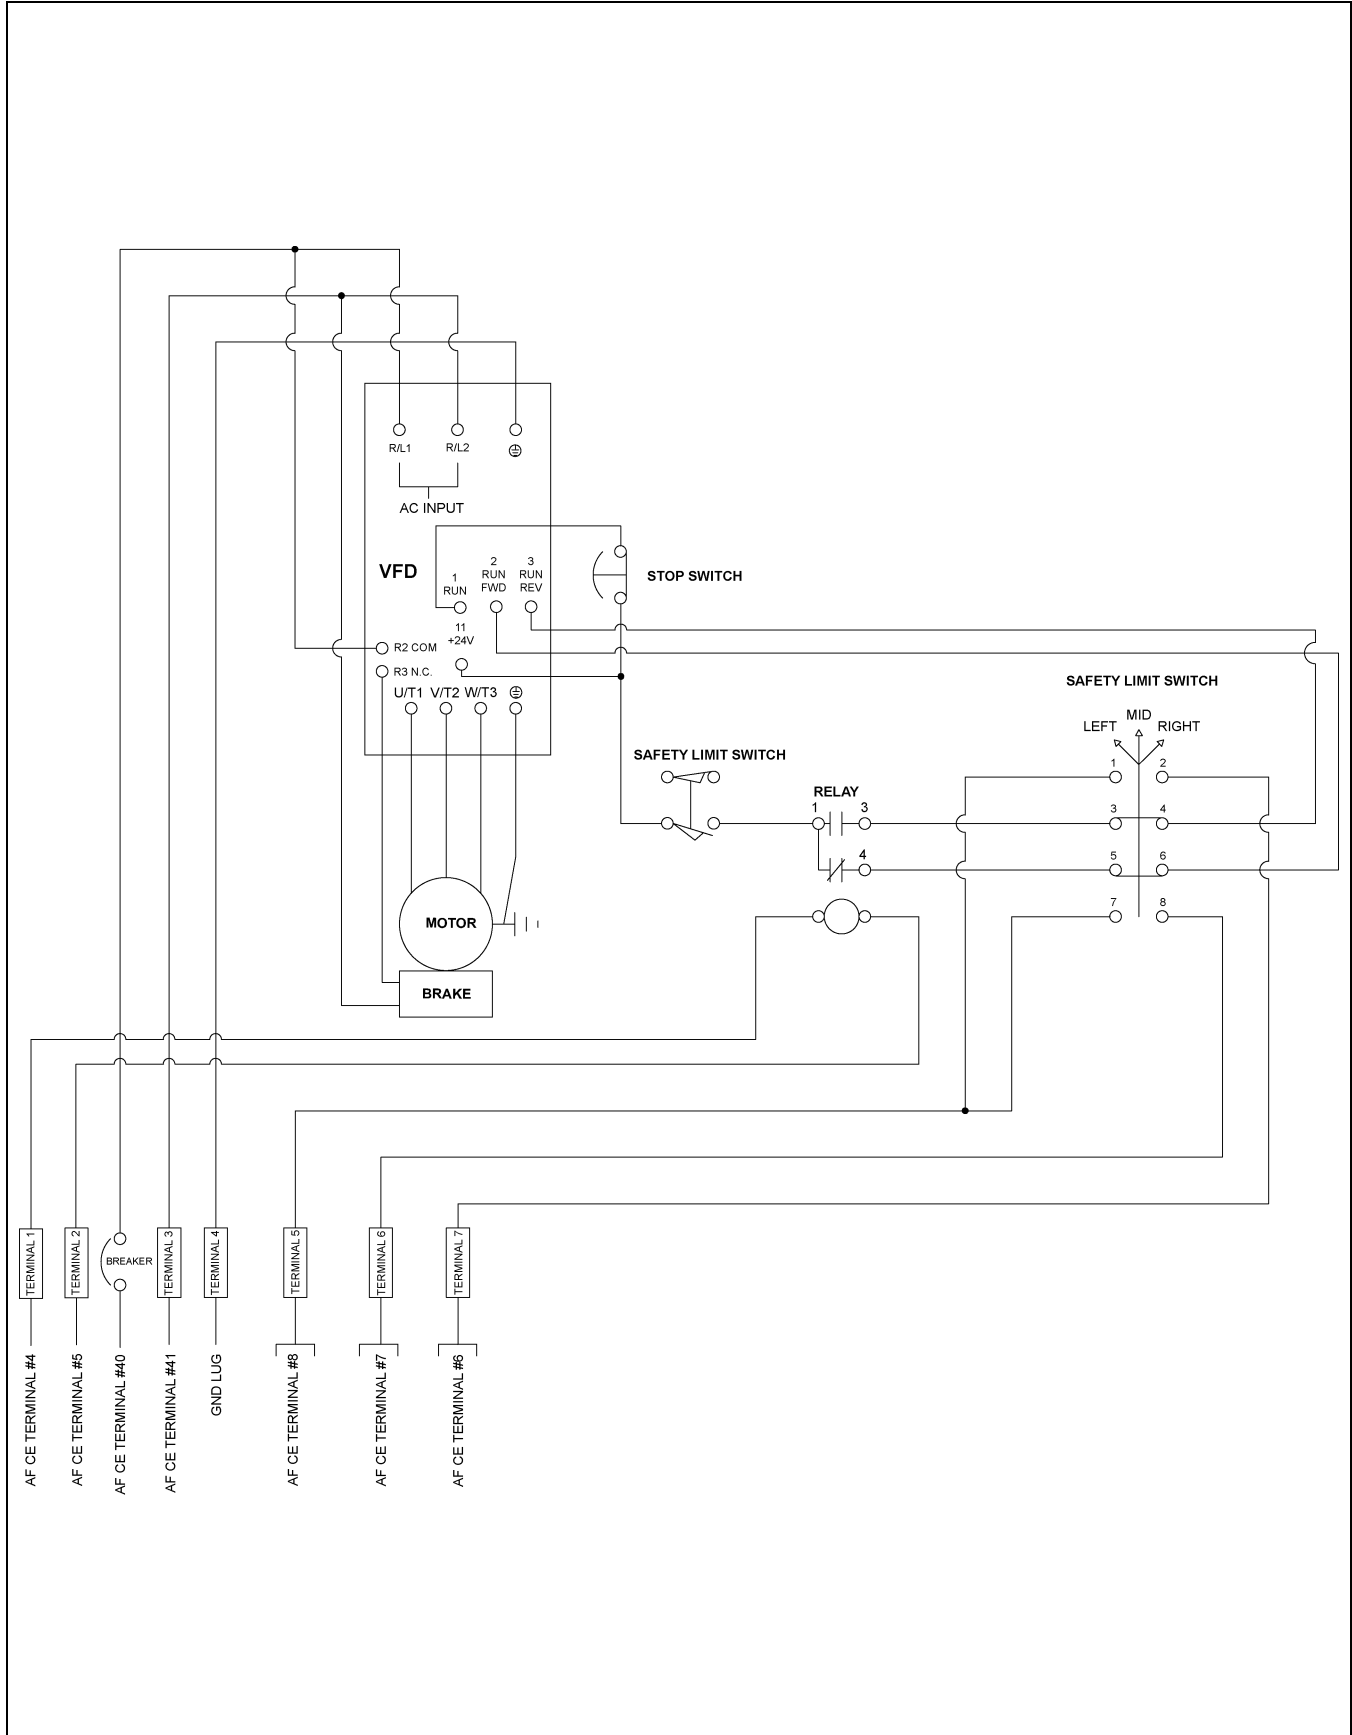 R/L1
R/L2
AC INPUT
VFD
1
RUN
2
RUN
FWD
3
RUN
REV
STOP SWITCH
11
+24V
R2 COM
R3 N.C.
U/T1
V/T2
W/T3
SAFETY LIMIT SWITCH
LEFT
MID
RIGHT
SAFETY LIMIT SWITCH
1
2
RELAY
1
3
3
4
4
5
6
7
8
MOTOR
BRAKE
TERMINAL 1
TERMINAL 2
BREAKER
TERMINAL 3
TERMINAL 4
TERMINAL 5
TERMINAL 6
TERMINAL 7
AF CE TERMINAL #4
AF CE TERMINAL #5
AF CE TERMINAL #40
AF CE TERMINAL #41
GND LUG
AF CE TERMINAL #8
AF CE TERMINAL #7
AF CE TERMINAL #6